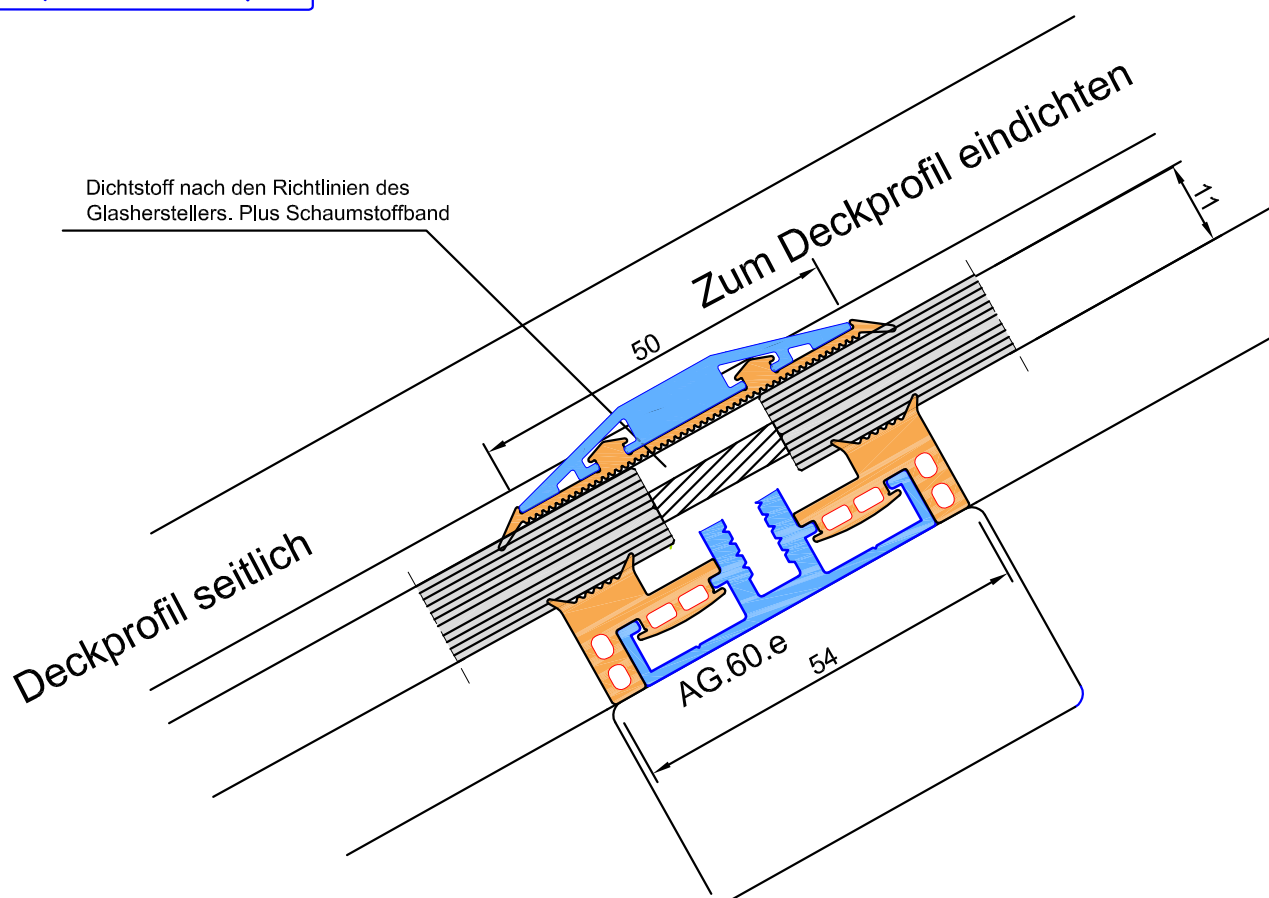 Dichtstoff nach den Richtlinien des
Glasherstellers. Plus Schaumstoffband
Zum Deckprofil eindichten
11
50
Deckprofil seitlich
AG.60.e
54